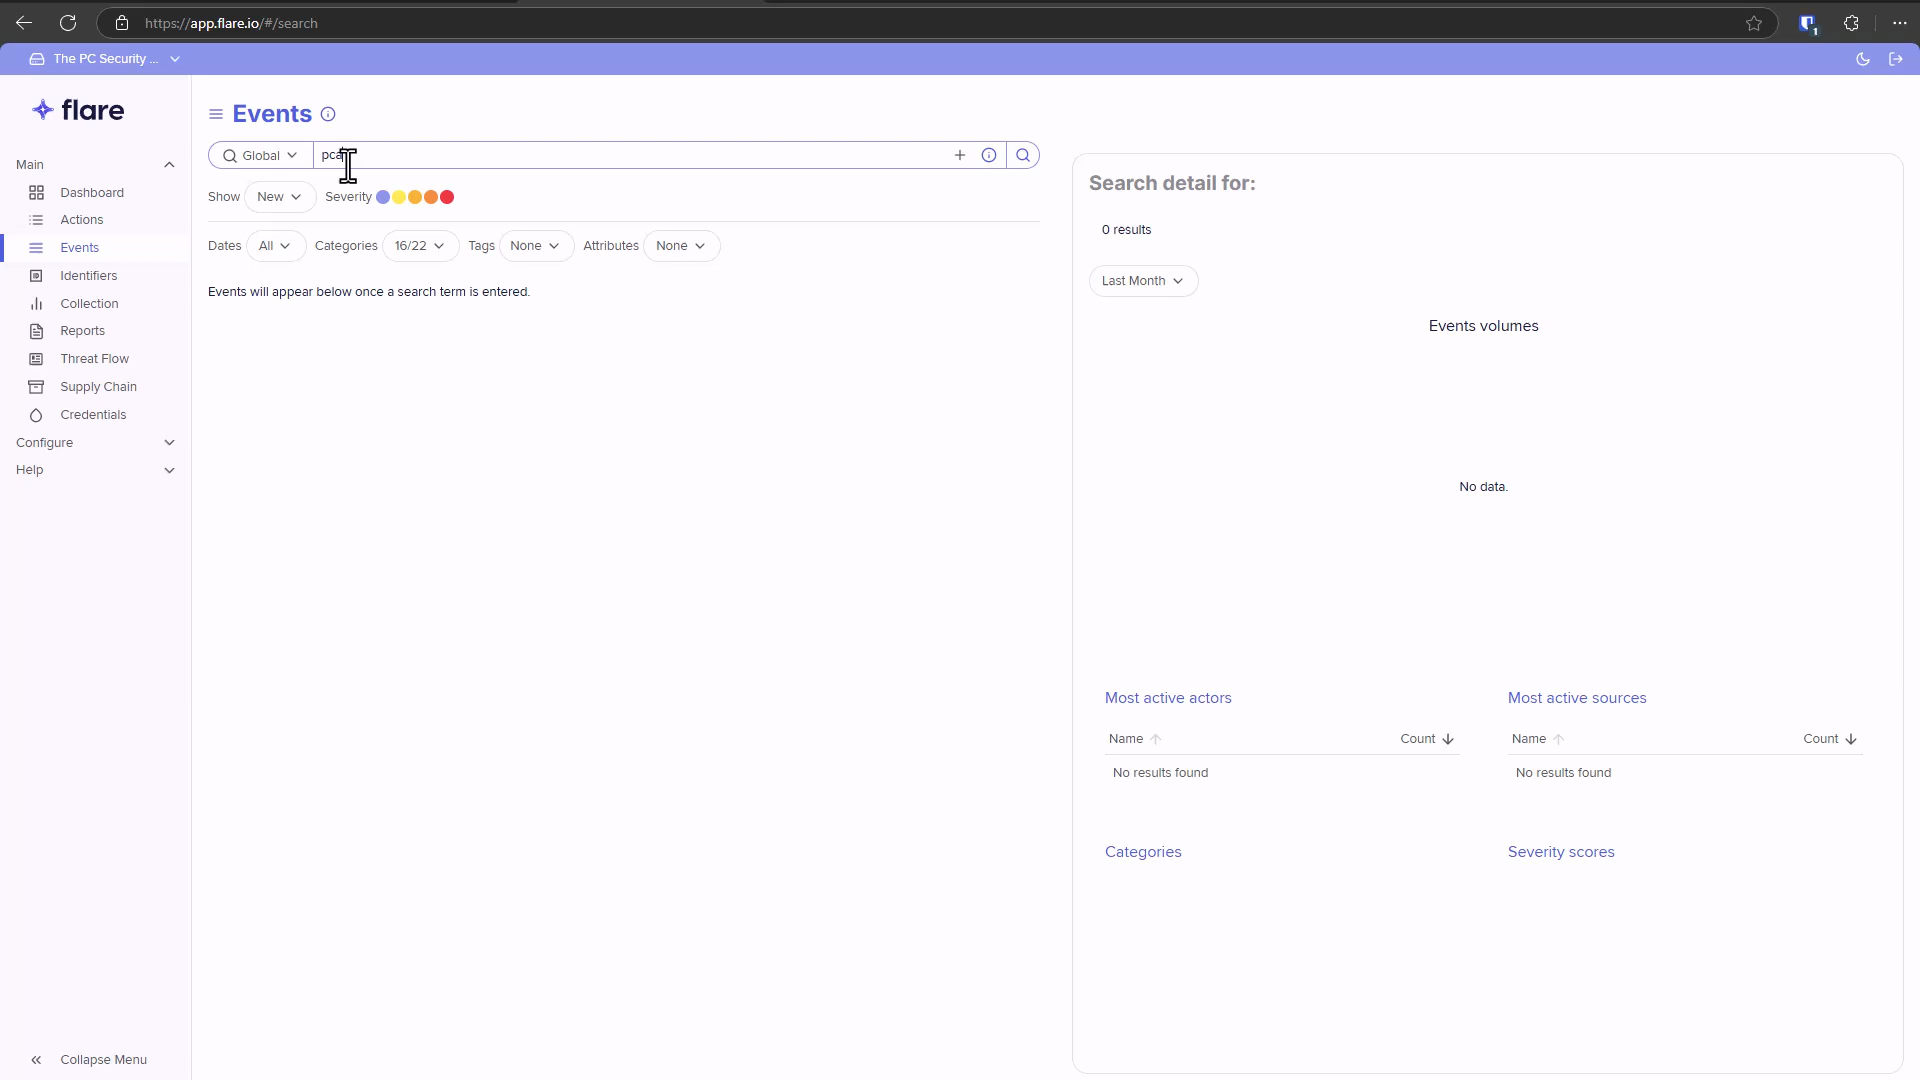 https://app.flare.io/#/search
1
The PC Security ...
flare
Main
Dashboard
Actions
Events
Identifiers
Collection
Reports
Threat Flow
Supply Chain
Credentials
Configure
Help
Collapse Menu
Events
Global
Show New Severity
Dates All Categories 16/22 Tags None Attributes None
Events will appear below once a search term is entered.
Search detail for:
0 results
Last Month
Events volumes
No data.
Most active actors
Name Count
No results found
Most active sources
Name Count
No results found
Categories
Severity scores